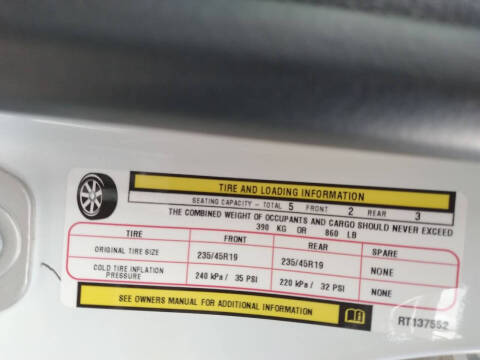 TIRE AND LOADING INFORMATION
SEATING CAPACITY – TOTAL 5 FRONT 2 REAR 3
THE COMBINED WEIGHT OF OCCUPANTS AND CARGO SHOULD NEVER EXCEED
390 KG OR 860 LB
TIRE FRONT REAR SPARE
ORIGINAL TIRE SIZE 235/45R19 235/45R19 NONE
COLD TIRE INFLATION PRESSURE 240 kPa / 35 PSI 220 kPa / 32 PSI NONE
SEE OWNERS MANUAL FOR ADDITIONAL INFORMATION
RT137552